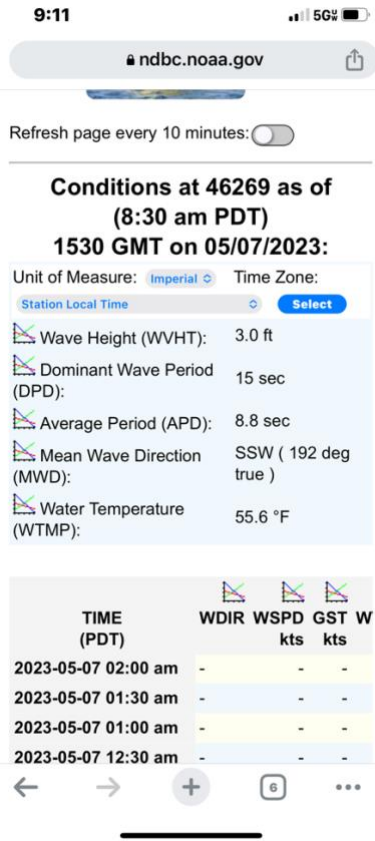 9:11
5G UW
ndbc.noaa.gov
Refresh page every 10 minutes:
Conditions at 46269 as of
(8:30 am PDT)
1530 GMT on 05/07/2023:
Unit of Measure: Imperial Time Zone:
Station Local Time Select
Wave Height (WVHT): 3.0 ft
Dominant Wave Period
(DPD): 15 sec
Average Period (APD): 8.8 sec
Mean Wave Direction
(MWD): SSW ( 192 deg
true )
Water Temperature
(WTMP): 55.6 °F
TIME
(PDT) WDIR WSPD
kts GST
kts W
2023-05-07 02:00 am - - -
2023-05-07 01:30 am - - -
2023-05-07 01:00 am - - -
2023-05-07 12:30 am - - -
6